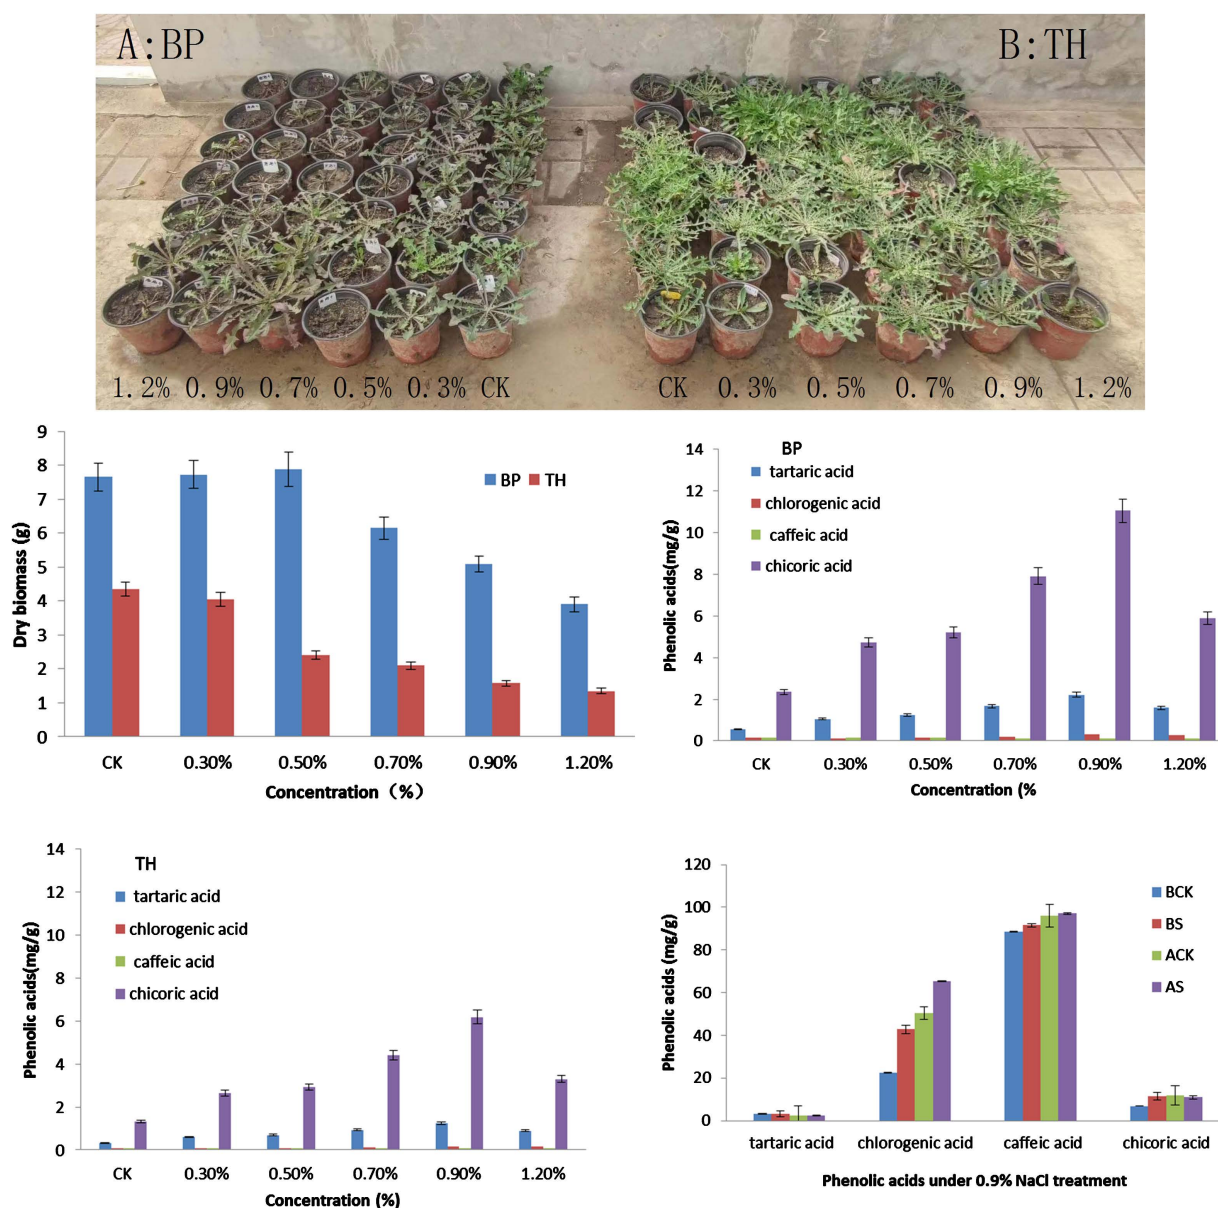 A:BP
B:TH
1.2% 0.9% 0.7% 0.5% 0.3% CK
CK 0.3% 0.5% 0.7% 0.9% 1.2%
9
8
7
6
5
4
3
2
1
0
Dry biomass (g)
BP TH
CK 0.30% 0.50% 0.70% 0.90% 1.20%
Concentration（%）
14
12
10
8
6
4
2
0
Phenolic acids(mg/g)
BP
tartaric acid
chlorogenic acid
caffeic acid
chicoric acid
CK 0.30% 0.50% 0.70% 0.90% 1.20%
Concentration (%
14
12
10
8
6
4
2
0
Phenolic acids(mg/g)
TH
tartaric acid
chlorogenic acid
caffeic acid
chicoric acid
CK 0.30% 0.50% 0.70% 0.90% 1.20%
Concentration (%)
120
100
80
60
40
20
0
Phenolic acids (mg/g)
BCK
BS
ACK
AS
tartaric acid chlorogenic acid caffeic acid chicoric acid
Phenolic acids under 0.9% NaCl treatment